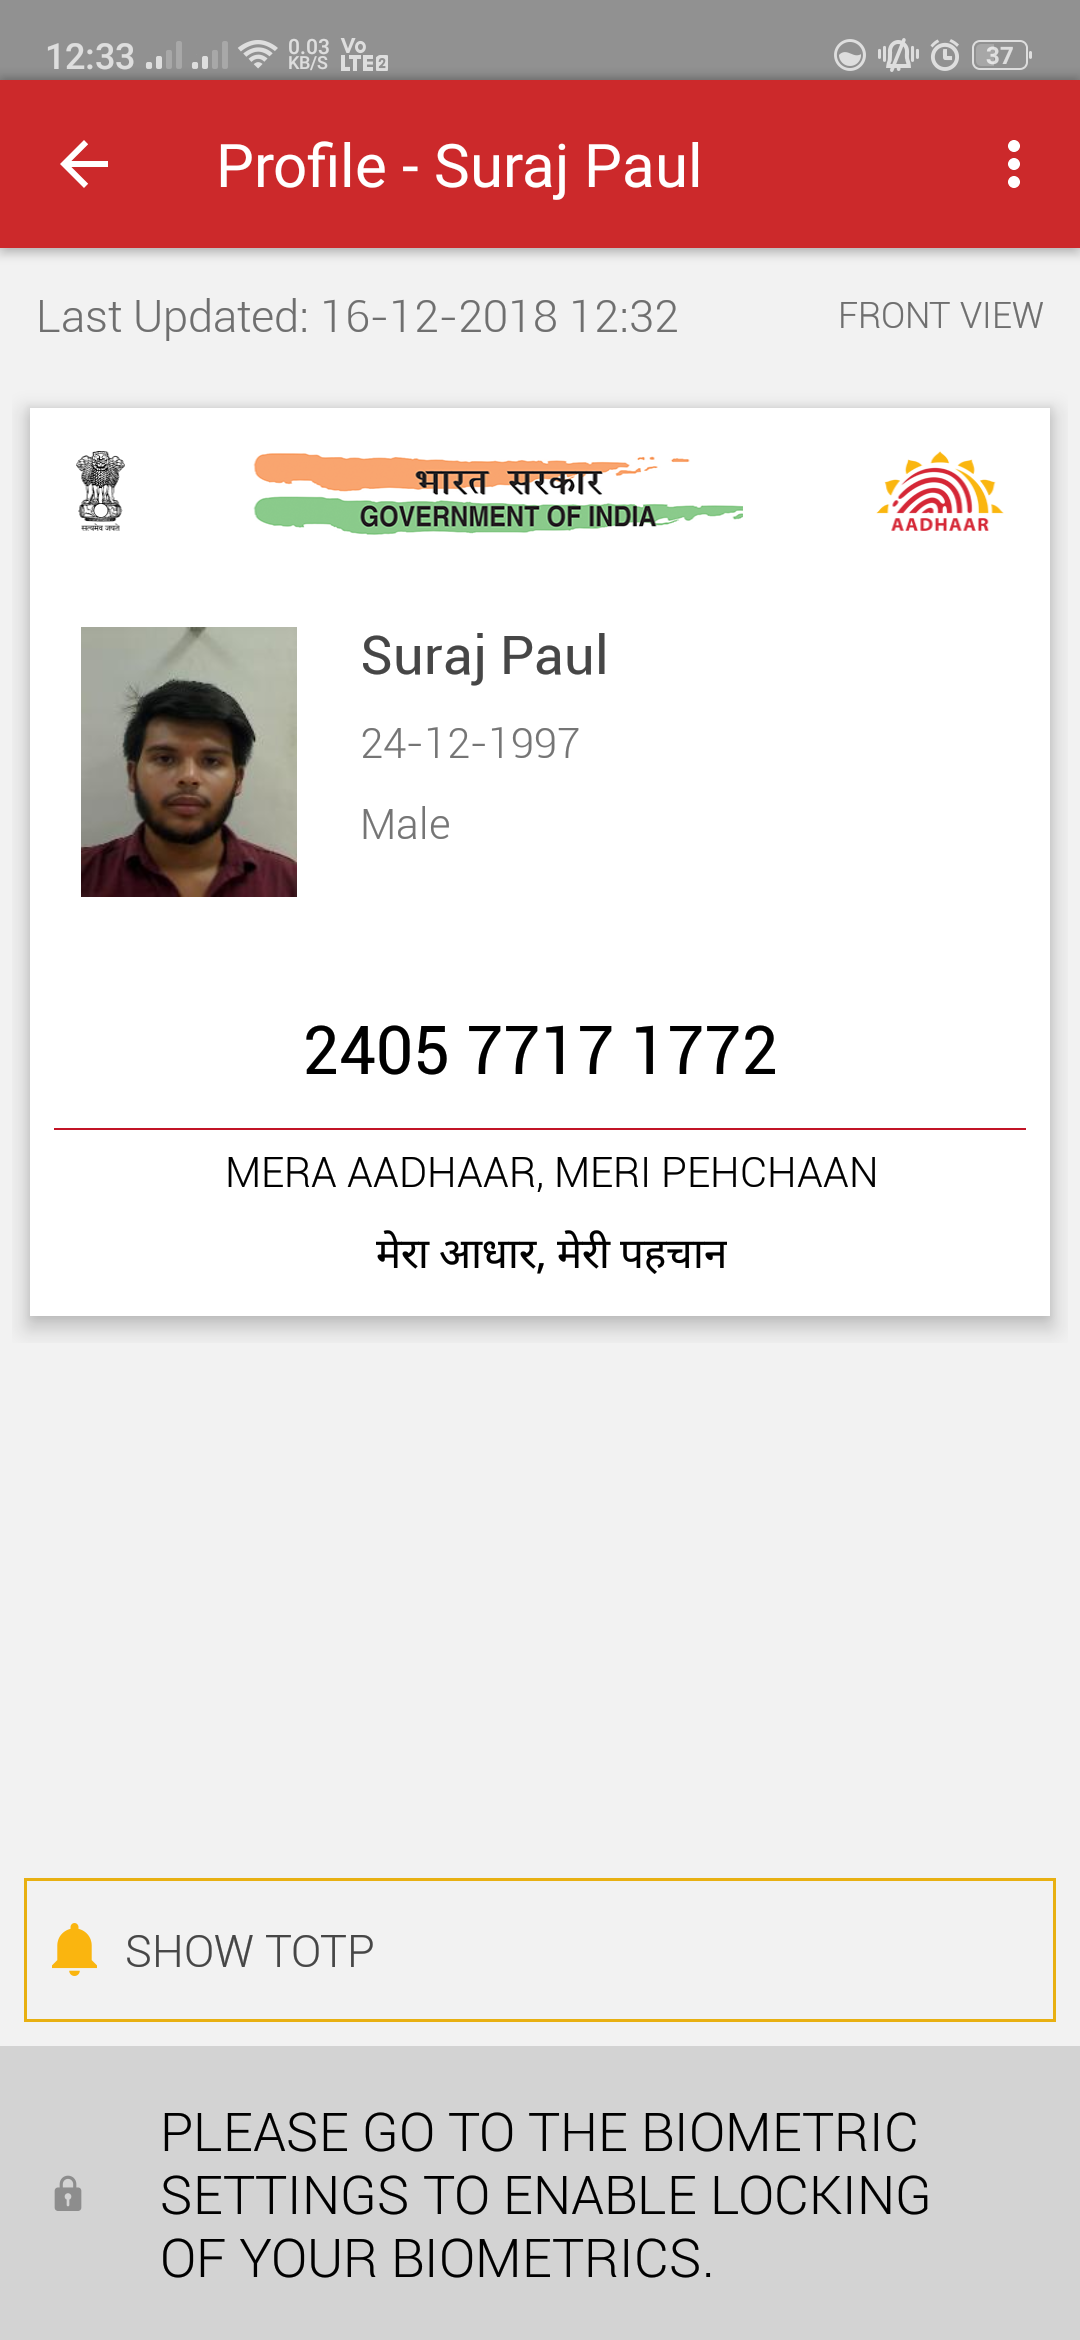 12:33 0.03 KB/S Vo LTE 2 37
Profile - Suraj Paul
Last Updated: 16-12-2018 12:32 FRONT VIEW
भारत सरकार
GOVERNMENT OF INDIA
सत्यमेव जयते
AADHAAR
Suraj Paul
24-12-1997
Male
2405 7717 1772
MERA AADHAAR, MERI PEHCHAAN
मेरा आधार, मेरी पहचान
SHOW TOTP
PLEASE GO TO THE BIOMETRIC
SETTINGS TO ENABLE LOCKING
OF YOUR BIOMETRICS.